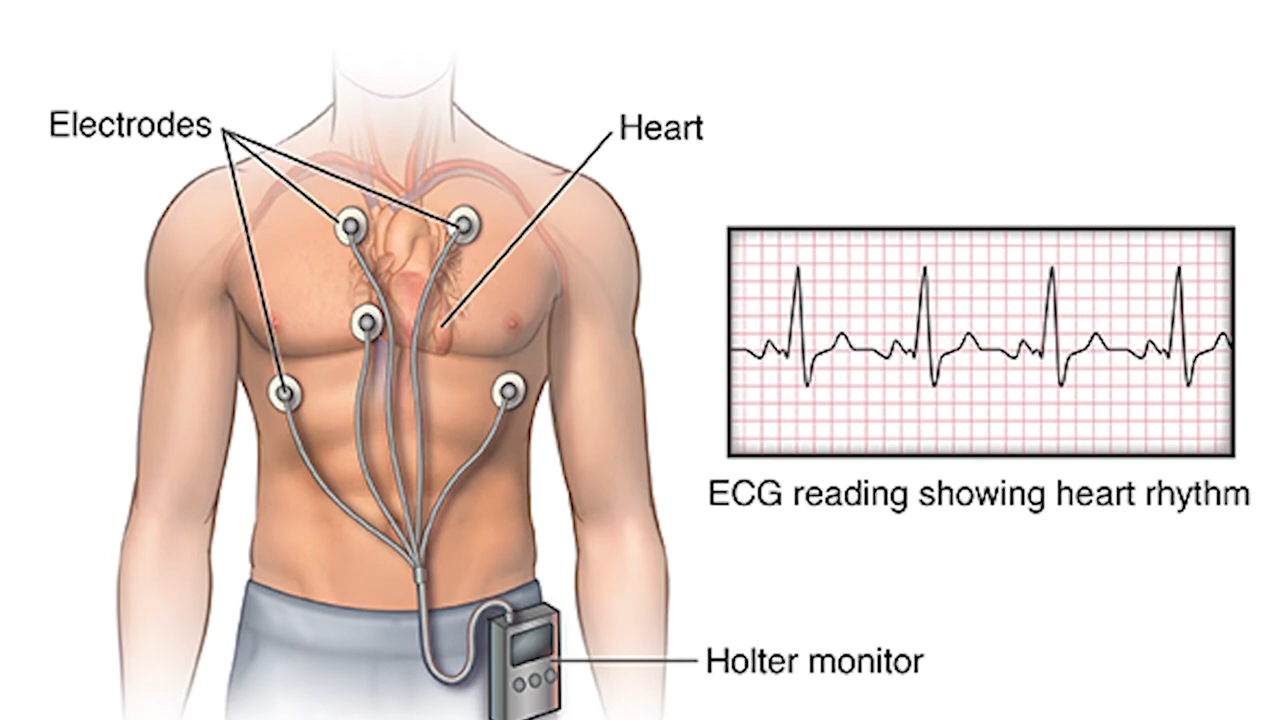 Electrodes
Heart
ECG reading showing heart rhythm
Holter monitor